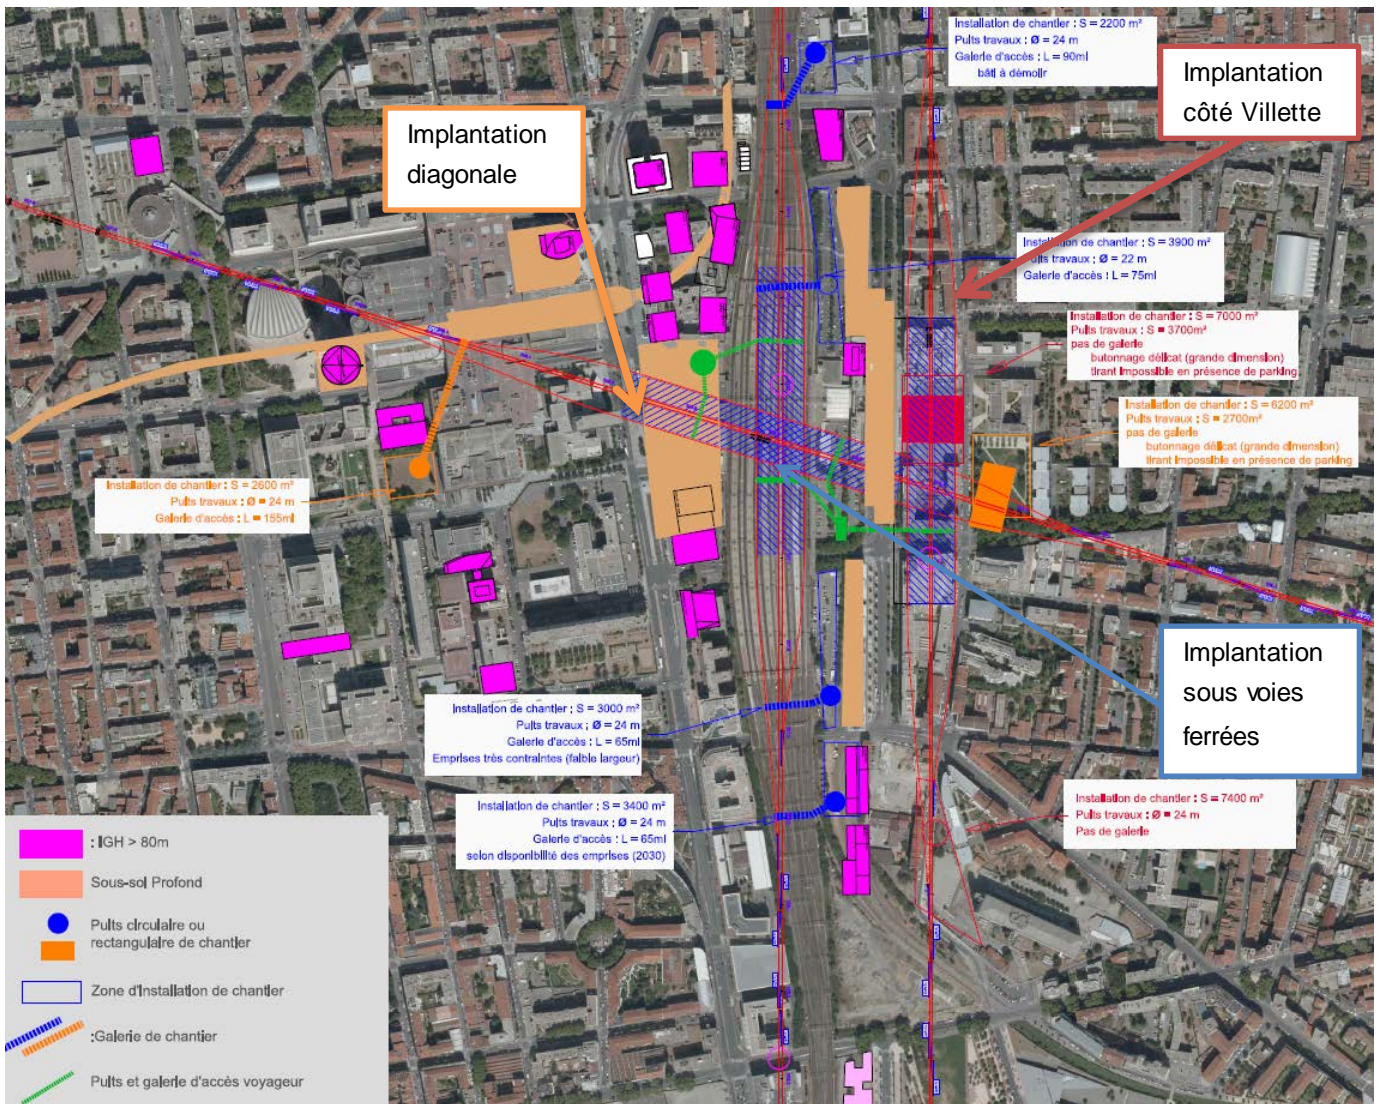 Installation de chantier : S = 2200 m²
Puits travaux : Ø = 24 m
Galerie d'accès : L = 90ml
bâti à démolir
Implantation
côté Villette
Implantation
diagonale
Installation de chantier : S = 3900 m²
Puits travaux : Ø = 22 m
Galerie d'accès : L = 75ml
Installation de chantier : S = 7000 m²
Puits travaux : S = 3700m²
pas de galerie
butonnage délicat (grande dimension)
tirant impossible en présence de parking
Installation de chantier : S = 6200 m²
Puits travaux : S = 2700m²
pas de galerie
butonnage délicat (grande dimension)
tirant impossible en présence de parking
Installation de chantier : S = 2600 m²
Puits travaux : Ø = 24 m
Galerie d'accès : L = 155ml
Implantation
sous voies
ferrées
Installation de chantier : S = 3000 m²
Puits travaux : Ø = 24 m
Galerie d'accès : L = 65ml
Emprises très contraintes (faible largeur)
Installation de chantier : S = 3400 m²
Puits travaux : Ø = 24 m
Galerie d'accès : L = 65ml
selon disponibilité des emprises (2030)
Installation de chantier : S = 7400 m²
Puits travaux : Ø = 24 m
Pas de galerie
: IGH > 80m
Sous-sol Profond
Puits circulaire ou
rectangulaire de chantier
Zone d'installation de chantier
:Galerie de chantier
Puits et galerie d'accès voyageur